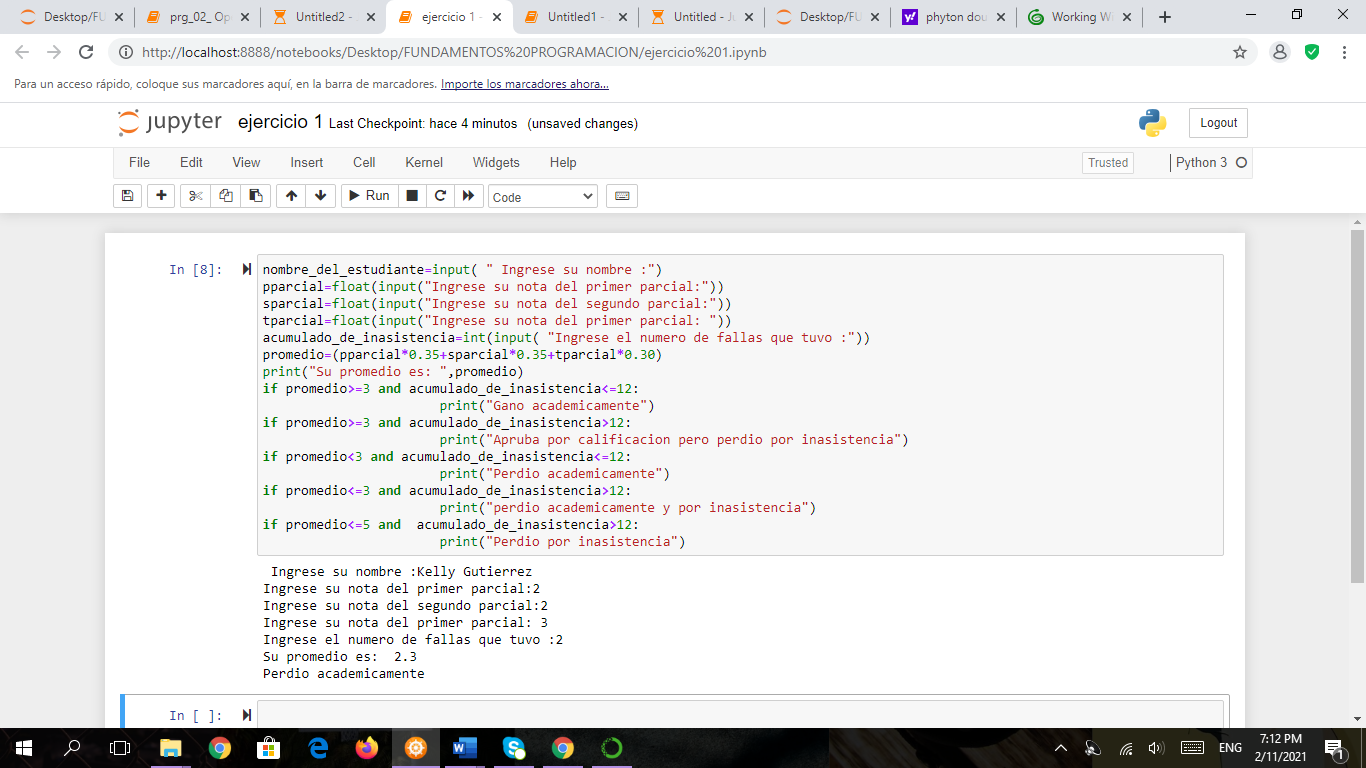 Desktop/FU
prg_02_ Op
Untitled2 -
ejercicio 1 -
Untitled1 -
Untitled - Ju
Desktop/FU
phyton dou
Working Wi
http://localhost:8888/notebooks/Desktop/FUNDAMENTOS%20PROGRAMACION/ejercicio%201.ipynb
Para un acceso rápido, coloque sus marcadores aquí, en la barra de marcadores. Importe los marcadores ahora...
jupyter ejercicio 1 Last Checkpoint: hace 4 minutos (unsaved changes)
Logout
File Edit View Insert Cell Kernel Widgets Help
Trusted
Python 3
Run
Code
In [8]:
nombre_del_estudiante=input( " Ingrese su nombre :")
pparcial=float(input("Ingrese su nota del primer parcial:"))
sparcial=float(input("Ingrese su nota del segundo parcial:"))
tparcial=float(input("Ingrese su nota del primer parcial: "))
acumulado_de_inasistencia=int(input( "Ingrese el numero de fallas que tuvo :"))
promedio=(pparcial*0.35+sparcial*0.35+tparcial*0.30)
print("Su promedio es: ",promedio)
if promedio>=3 and acumulado_de_inasistencia<=12:
print("Gano academicamente")
if promedio>=3 and acumulado_de_inasistencia>12:
print("Apruba por calificacion pero perdio por inasistencia")
if promedio<3 and acumulado_de_inasistencia<=12:
print("Perdio academicamente")
if promedio<=3 and acumulado_de_inasistencia>12:
print("perdio academicamente y por inasistencia")
if promedio<=5 and  acumulado_de_inasistencia>12:
print("Perdio por inasistencia")
Ingrese su nombre :Kelly Gutierrez
Ingrese su nota del primer parcial:2
Ingrese su nota del segundo parcial:2
Ingrese su nota del primer parcial: 3
Ingrese el numero de fallas que tuvo :2
Su promedio es:  2.3
Perdio academicamente
In [ ]:
ENG
7:12 PM
2/11/2021
1